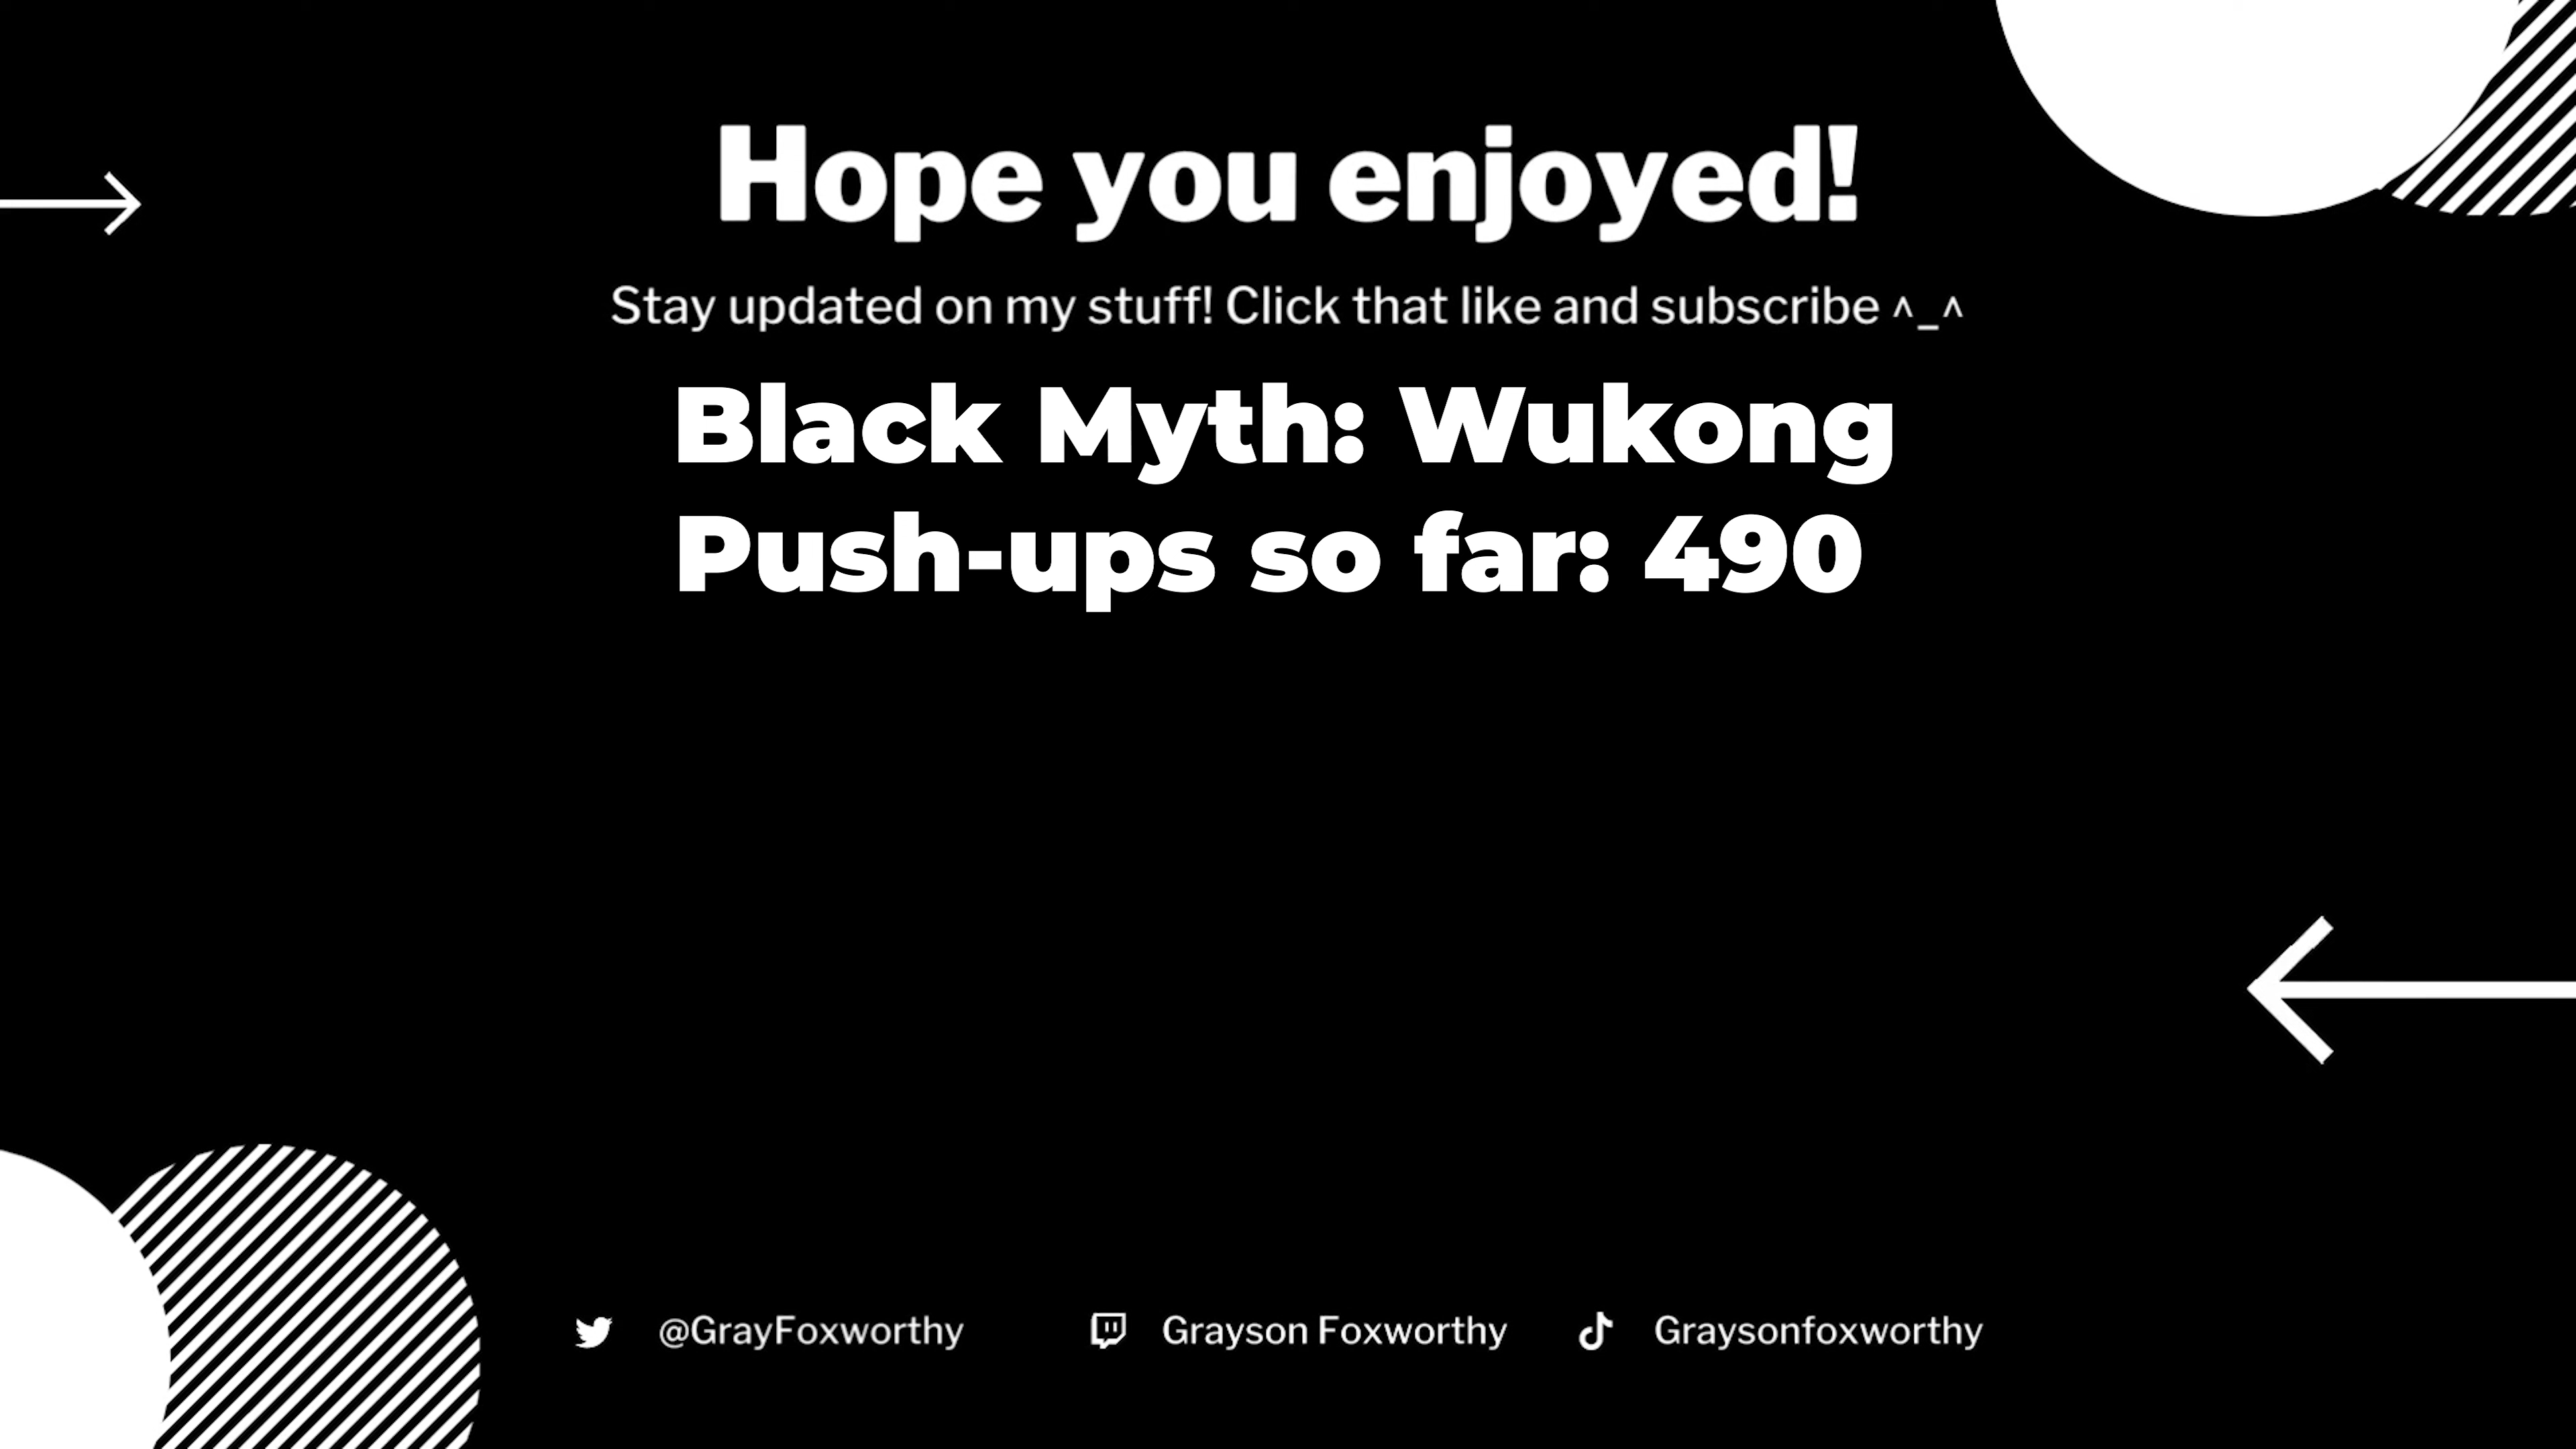 Hope you enjoyed!
Stay updated on my stuff! Click that like and subscribe ^_^
Black Myth: Wukong
Push-ups so far: 490
@GrayFoxworthy
Grayson Foxworthy
Graysonfoxworthy